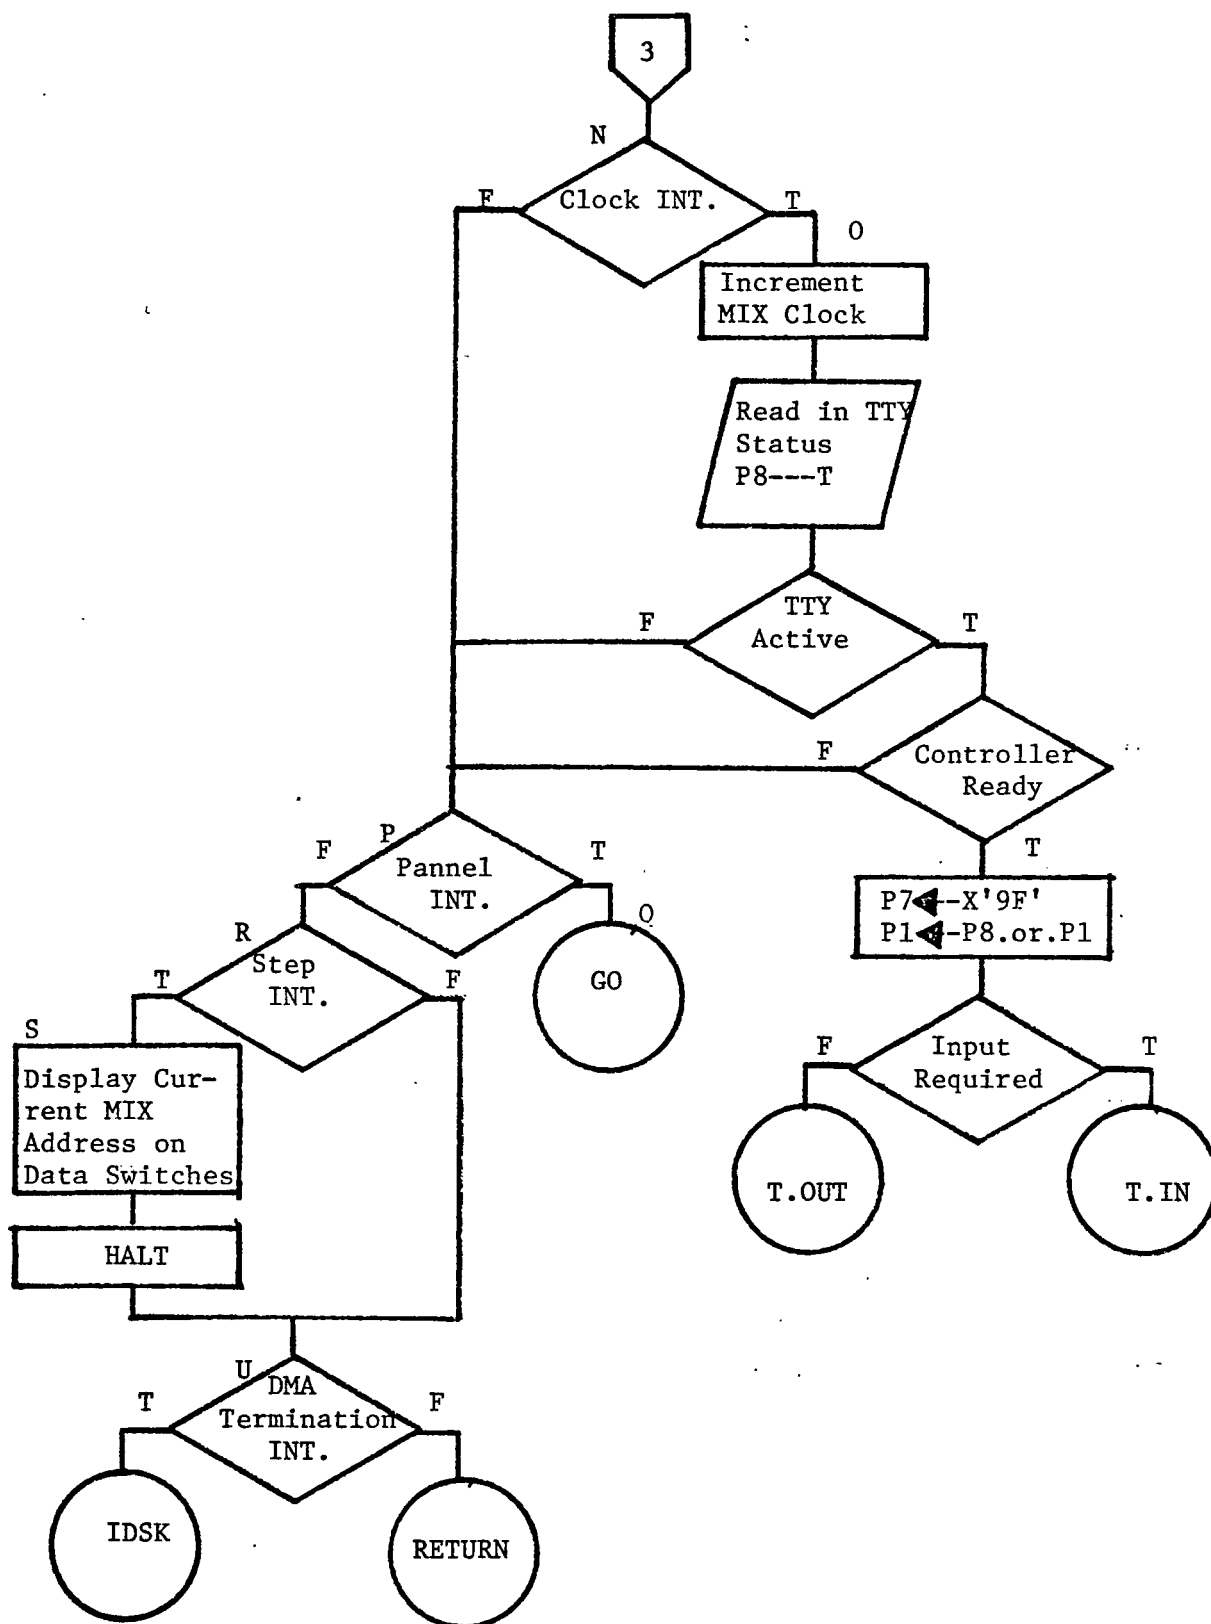 3
N
F
Clock INT.
T
O
Increment
MIX Clock
Read in TTY
Status
P8---T
F
TTY
Active
T
F
Controller
Ready
T
P
F
Pannel
INT.
T
Q
GO
P7◄--X'9F'
P1◄-P8.or.P1
R
T
Step
INT.
F
F
Input
Required
T
T.OUT
T.IN
S
Display Cur-
rent MIX
Address on
Data Switches
HALT
U
T
DMA
Termination
INT.
F
IDSK
RETURN